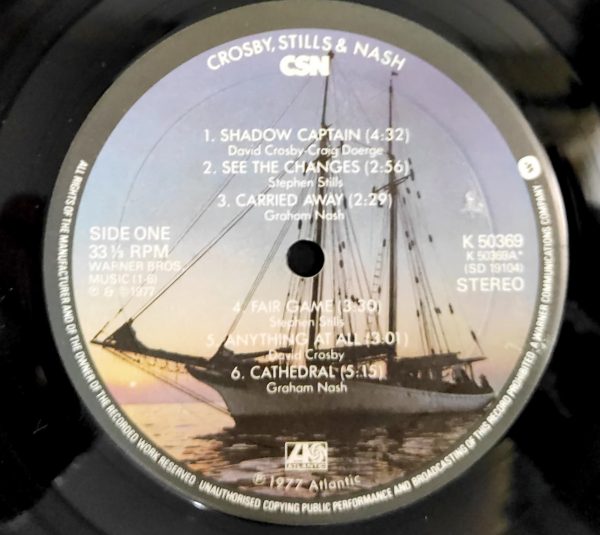 CROSBY, STILLS & NASH
CSN
1. SHADOW CAPTAIN (4:32)
David Crosby-Craig Doerge
2. SEE THE CHANGES (2:56)
Stephen Stills
3. CARRIED AWAY (2:29)
Graham Nash
SIDE ONE
33⅓ RPM
WARNER BROS.
MUSIC (1-6)
© & ℗ 1977
K 50369
K 50369A*
(SD 19104)
STEREO
4. FAIR GAME (3:30)
Stephen Stills
5. ANYTHING AT ALL (3:01)
David Crosby
6. CATHEDRAL (5:15)
Graham Nash
ATLANTIC
℗ 1977 Atlantic
ALL RIGHTS OF THE MANUFACTURER AND OF THE OWNER OF THE RECORDED WORK RESERVED. UNAUTHORISED COPYING PUBLIC PERFORMANCE AND BROADCASTING OF THIS RECORD PROHIBITED. A WARNER COMMUNICATIONS COMPANY